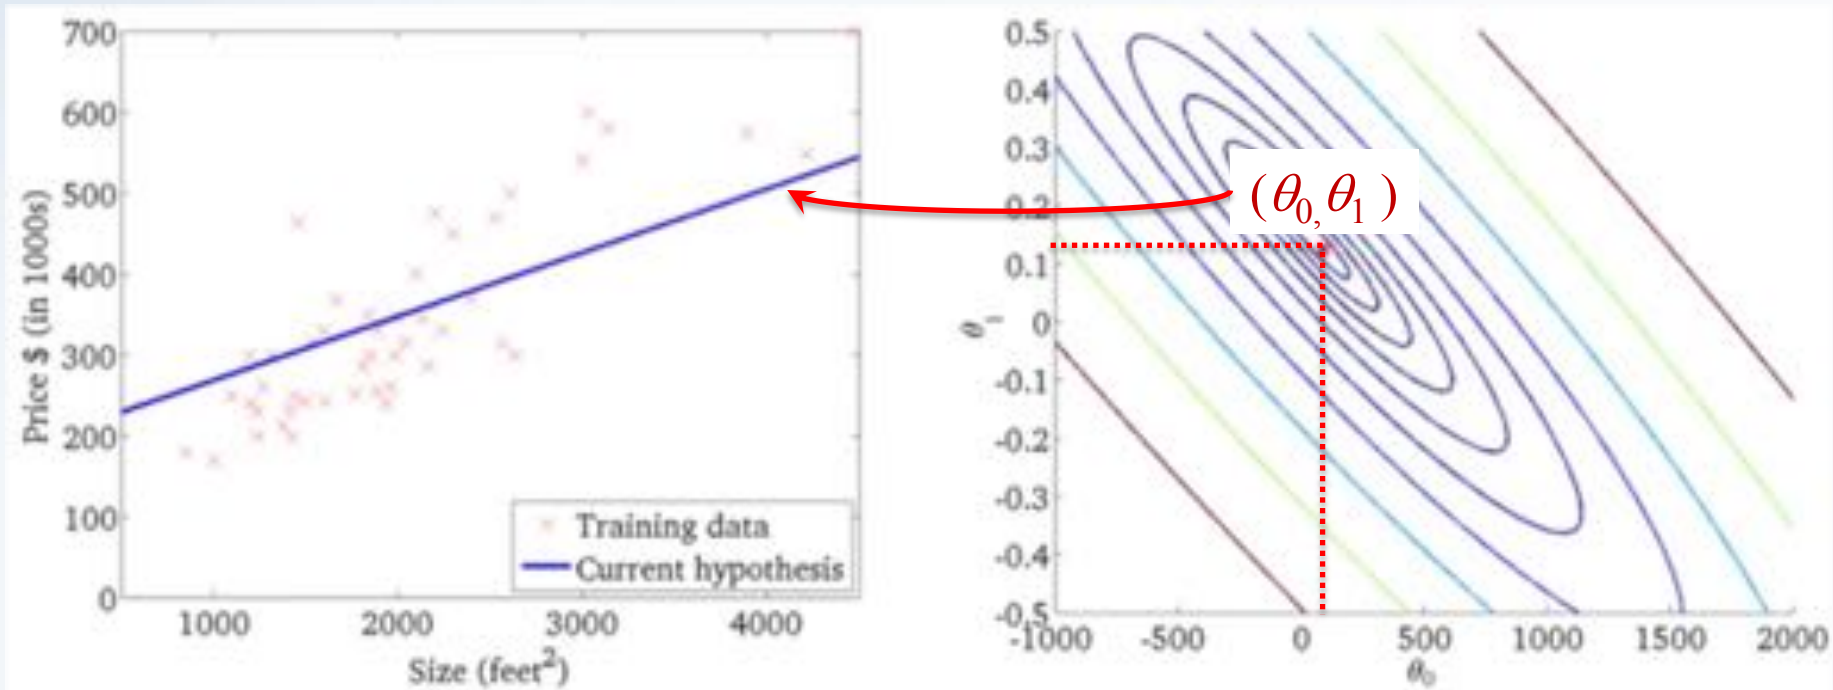 700
600
500
400
300
200
100
0
Price $ (in 1000s)
1000 2000 3000 4000
Size (feet²)
Training data
Current hypothesis
0.5
0.4
0.3
0.2
0.1
0
-0.1
-0.2
-0.3
-0.4
-0.5
θ₁
(θ₀,θ₁ )
-1000 -500 0 500 1000 1500 2000
θ₀